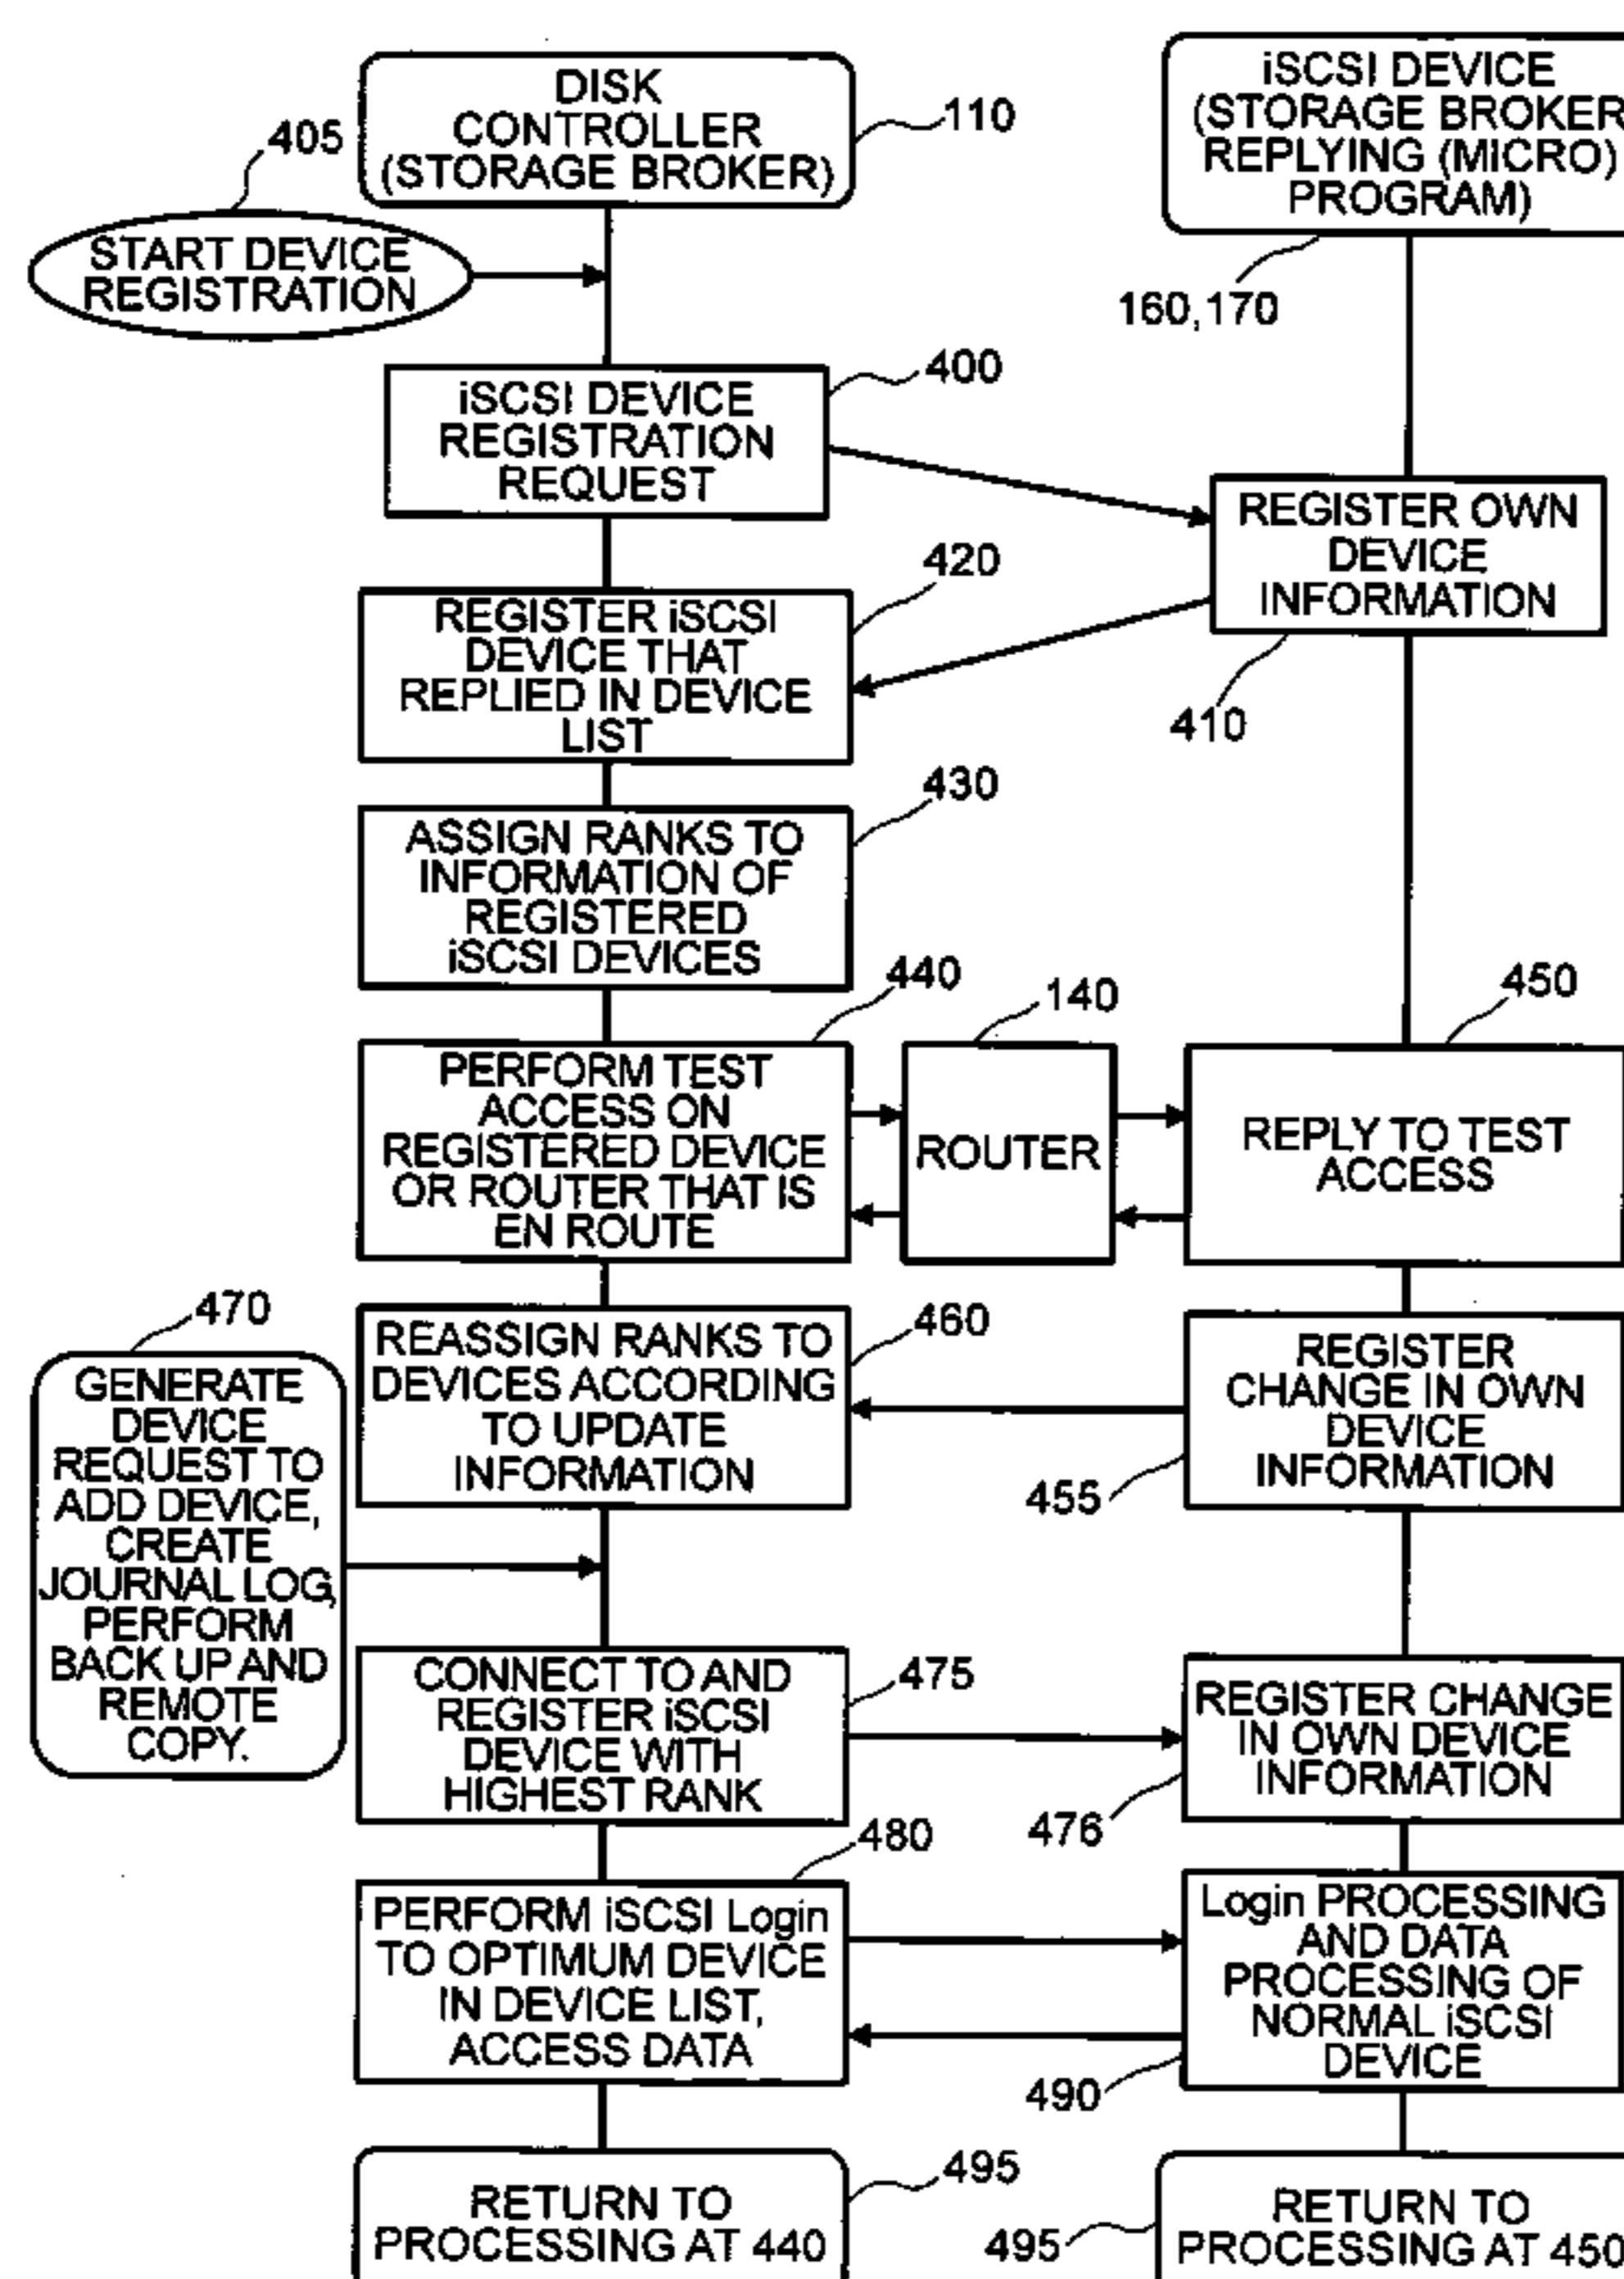 DISK
CONTROLLER
(STORAGE BROKER)
110
iSCSI DEVICE
(STORAGE BROKER
REPLYING (MICRO)
PROGRAM)
160,170
405
START DEVICE
REGISTRATION
400
iSCSI DEVICE
REGISTRATION
REQUEST
REGISTER OWN
DEVICE
INFORMATION
410
420
REGISTER iSCSI
DEVICE THAT
REPLIED IN DEVICE
LIST
430
ASSIGN RANKS TO
INFORMATION OF
REGISTERED
iSCSI DEVICES
440
PERFORM TEST
ACCESS ON
REGISTERED DEVICE
OR ROUTER THAT IS
EN ROUTE
140
ROUTER
450
REPLY TO TEST
ACCESS
460
REASSIGN RANKS TO
DEVICES ACCORDING
TO UPDATE
INFORMATION
REGISTER
CHANGE IN OWN
DEVICE
INFORMATION
455
470
GENERATE
DEVICE
REQUEST TO
ADD DEVICE,
CREATE
JOURNAL LOG,
PERFORM
BACK UP AND
REMOTE
COPY.
475
CONNECT TO AND
REGISTER iSCSI
DEVICE WITH
HIGHEST RANK
REGISTER CHANGE
IN OWN DEVICE
INFORMATION
476
480
PERFORM iSCSI Login
TO OPTIMUM DEVICE
IN DEVICE LIST,
ACCESS DATA
Login PROCESSING
AND DATA
PROCESSING OF
NORMAL iSCSI
DEVICE
490
495
RETURN TO
PROCESSING AT 440
495
RETURN TO
PROCESSING AT 450